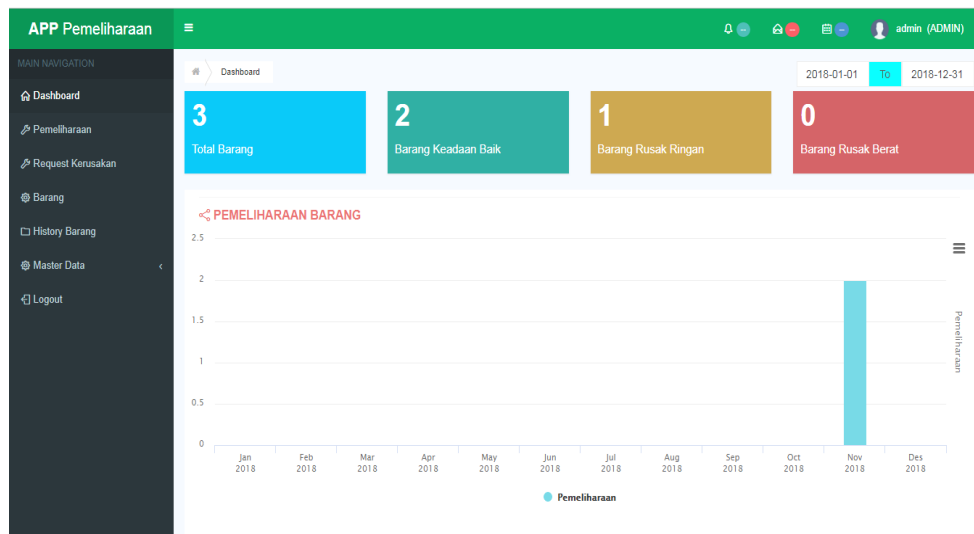 APP Pemeliharaan
admin (ADMIN)
MAIN NAVIGATION
Dashboard
Pemeliharaan
Request Kerusakan
Barang
History Barang
Master Data
Logout
Dashboard
2018-01-01 To 2018-12-31
3
Total Barang
2
Barang Keadaan Baik
1
Barang Rusak Ringan
0
Barang Rusak Berat
PEMELIHARAAN BARANG
2.5
2
1.5
1
0.5
0
Pemeliharaan
Jan Feb Mar Apr May Jun Jul Aug Sep Oct Nov Des
2018 2018 2018 2018 2018 2018 2018 2018 2018 2018 2018 2018
Pemeliharaan